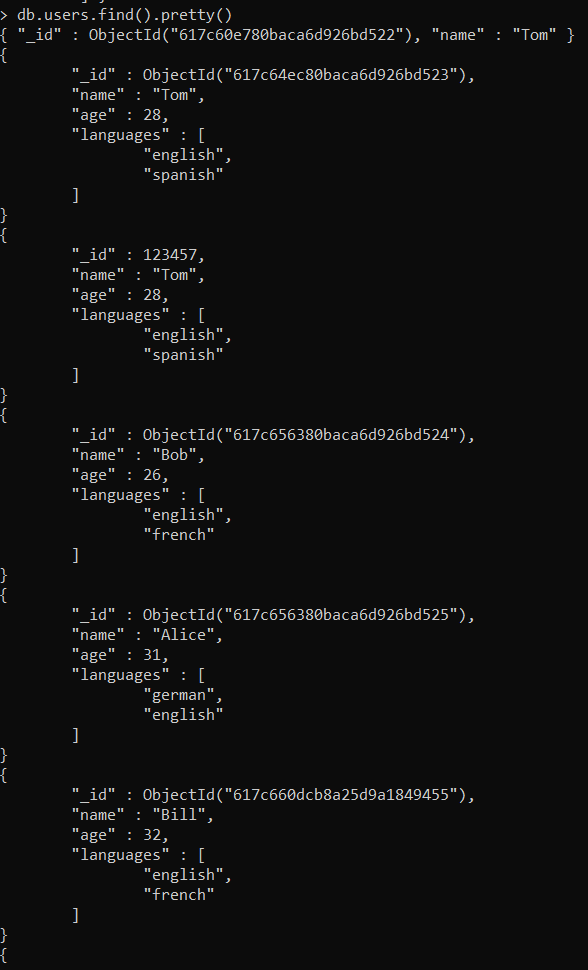 > db.users.find().pretty()
{ "_id" : ObjectId("617c60e780baca6d926bd522"), "name" : "Tom" }
{
        "_id" : ObjectId("617c64ec80baca6d926bd523"),
        "name" : "Tom",
        "age" : 28,
        "languages" : [
                "english",
                "spanish"
        ]
}
{
        "_id" : 123457,
        "name" : "Tom",
        "age" : 28,
        "languages" : [
                "english",
                "spanish"
        ]
}
{
        "_id" : ObjectId("617c656380baca6d926bd524"),
        "name" : "Bob",
        "age" : 26,
        "languages" : [
                "english",
                "french"
        ]
}
{
        "_id" : ObjectId("617c656380baca6d926bd525"),
        "name" : "Alice",
        "age" : 31,
        "languages" : [
                "german",
                "english"
        ]
}
{
        "_id" : ObjectId("617c660dcb8a25d9a1849455"),
        "name" : "Bill",
        "age" : 32,
        "languages" : [
                "english",
                "french"
        ]
}
{